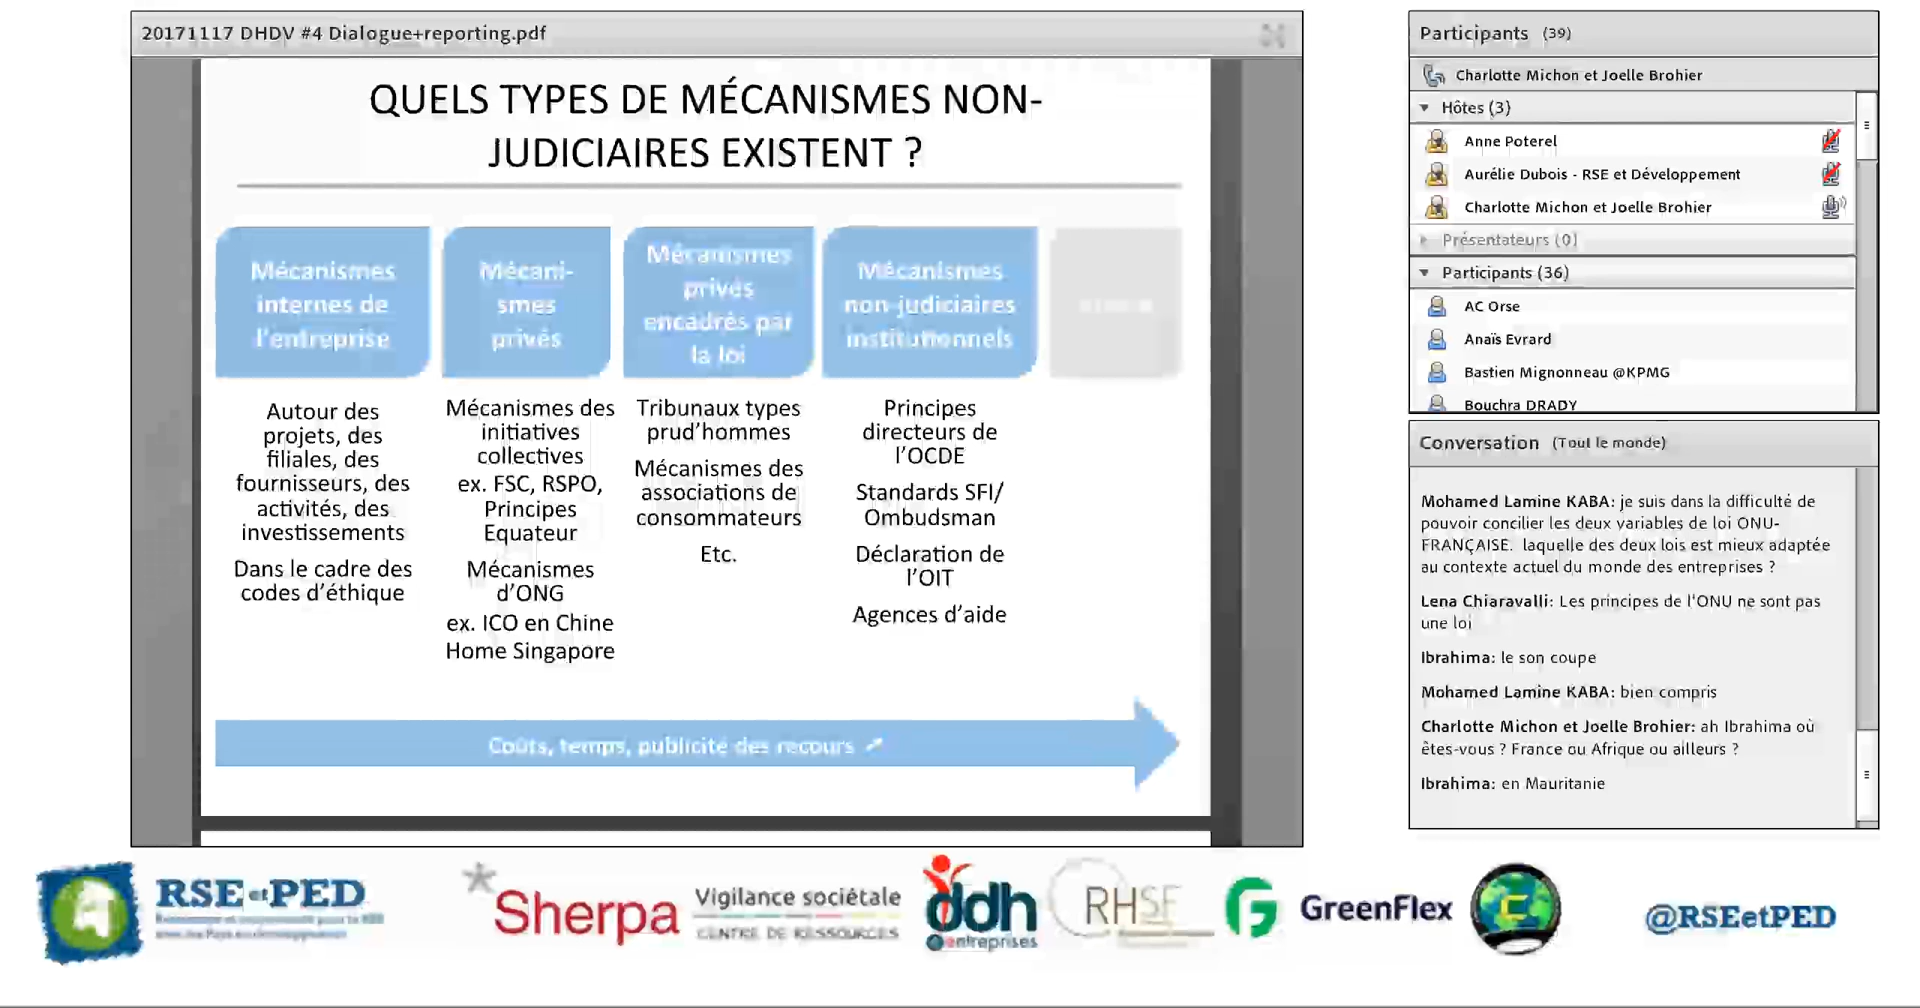 20171117 DHDV #4 Dialogue+reporting.pdf
QUELS TYPES DE MÉCANISMES NON-
JUDICIAIRES EXISTENT ?
Mécanismes
internes de
l'entreprise
Autour des
projets, des
filiales, des
fournisseurs, des
activités, des
investissements
Dans le cadre des
codes d'éthique
Mécani-
smes
privés
Mécanismes des
initiatives
collectives
ex. FSC, RSPO,
Principes
Equateur
Mécanismes
d'ONG
ex. ICO en Chine
Home Singapore
Mécanismes
privés
encadrés par
la loi
Tribunaux types
prud'hommes
Mécanismes des
associations de
consommateurs
Etc.
Mécanismes
non-judiciaires
institutionnels
Principes
directeurs de
l'OCDE
Standards SFI/
Ombudsman
Déclaration de
l'OIT
Agences d'aide
Coûts, temps, publicité des recours ↗
Participants (39)
Charlotte Michon et Joelle Brohier
Hôtes (3)
Anne Poterel
Aurélie Dubois - RSE et Développement
Charlotte Michon et Joelle Brohier
Présentateurs (0)
Participants (36)
AC Orse
Anaïs Evrard
Bastien Mignonneau @KPMG
Bouchra DRADY
Conversation (Tout le monde)
Mohamed Lamine KABA: je suis dans la difficulté de
pouvoir concilier les deux variables de loi ONU-
FRANÇAISE. laquelle des deux lois est mieux adaptée
au contexte actuel du monde des entreprises ?
Lena Chiaravalli: Les principes de l'ONU ne sont pas
une loi
Ibrahima: le son coupe
Mohamed Lamine KABA: bien compris
Charlotte Michon et Joelle Brohier: ah Ibrahima où
êtes-vous ? France ou Afrique ou ailleurs ?
Ibrahima: en Mauritanie
RSE et PED
Sherpa
Vigilance sociétale
CENTRE DE RESSOURCES
ddh
entreprises
RHSF
GreenFlex
@RSEetPED